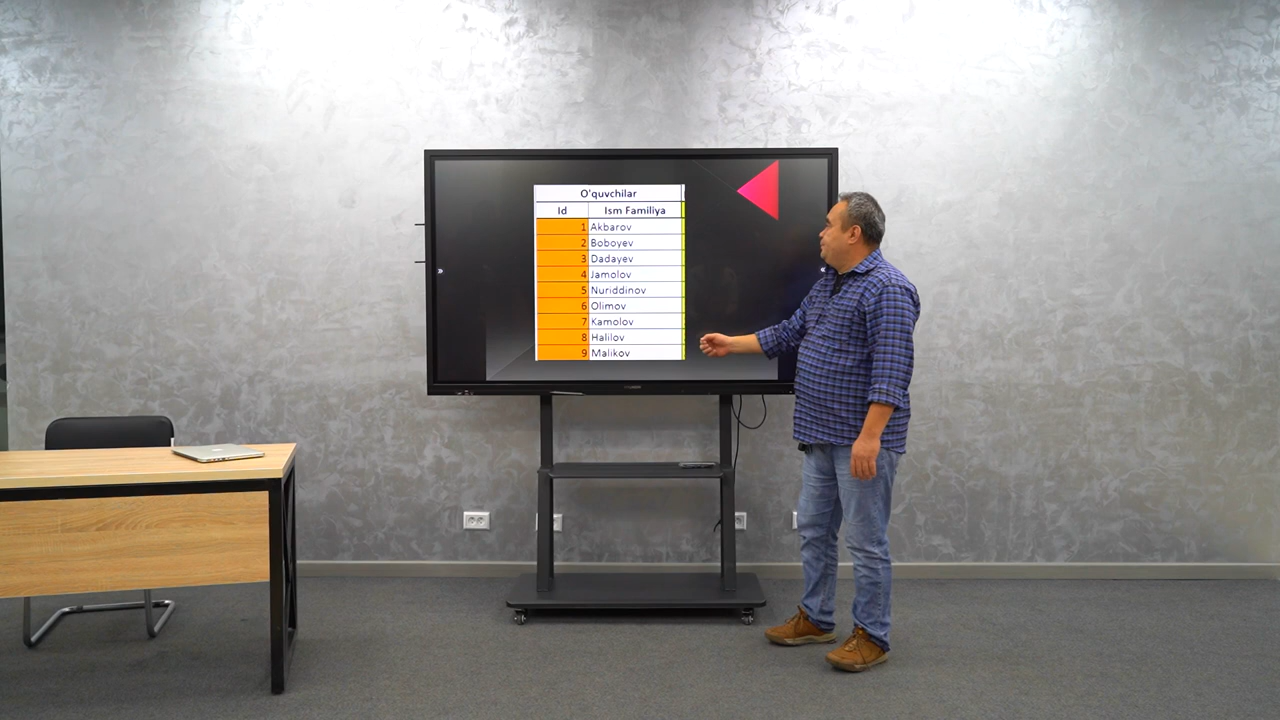 O'quvchilar
Id Ism Familiya
1 Akbarov
2 Boboyev
3 Dadayev
4 Jamolov
5 Nuriddinov
6 Olimov
7 Kamolov
8 Halilov
9 Malikov